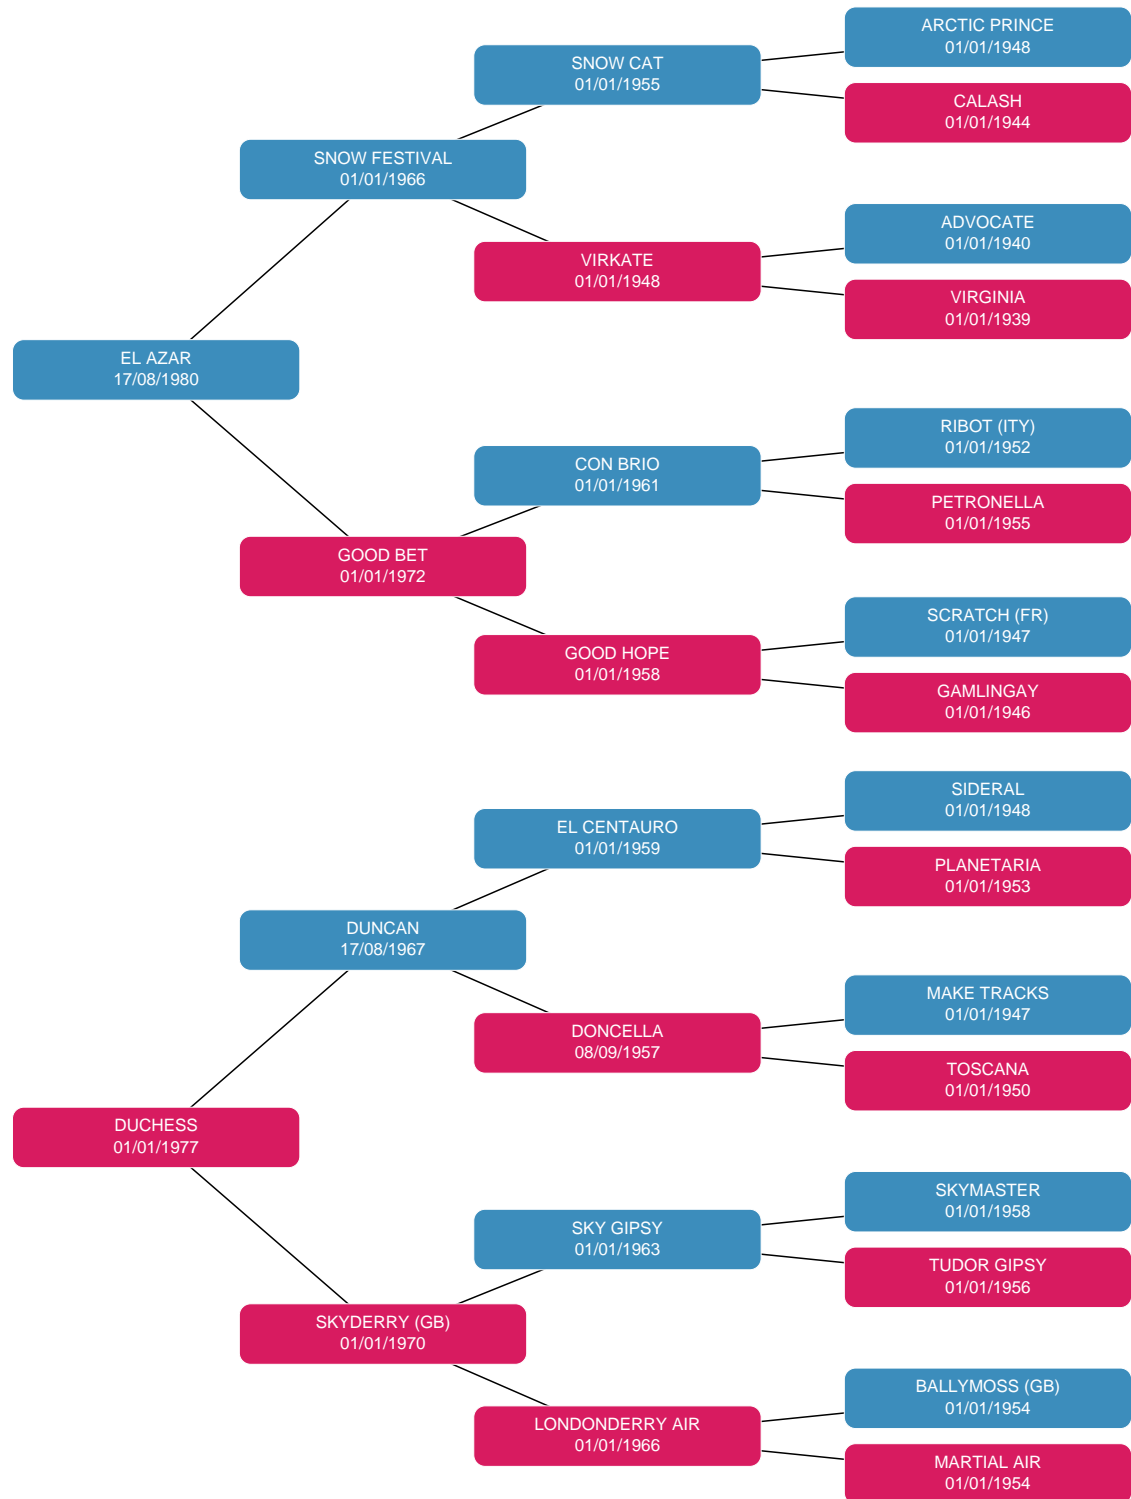 ARCTIC PRINCE
01/01/1948
SNOW CAT
01/01/1955
CALASH
01/01/1944
SNOW FESTIVAL
01/01/1966
ADVOCATE
01/01/1940
VIRKATE
01/01/1948
VIRGINIA
01/01/1939
EL AZAR
17/08/1980
RIBOT (ITY)
01/01/1952
CON BRIO
01/01/1961
PETRONELLA
01/01/1955
GOOD BET
01/01/1972
SCRATCH (FR)
01/01/1947
GOOD HOPE
01/01/1958
GAMLINGAY
01/01/1946
SIDERAL
01/01/1948
EL CENTAURO
01/01/1959
PLANETARIA
01/01/1953
DUNCAN
17/08/1967
MAKE TRACKS
01/01/1947
DONCELLA
08/09/1957
TOSCANA
01/01/1950
DUCHESS
01/01/1977
SKYMASTER
01/01/1958
SKY GIPSY
01/01/1963
TUDOR GIPSY
01/01/1956
SKYDERRY (GB)
01/01/1970
BALLYMOSS (GB)
01/01/1954
LONDONDERRY AIR
01/01/1966
MARTIAL AIR
01/01/1954